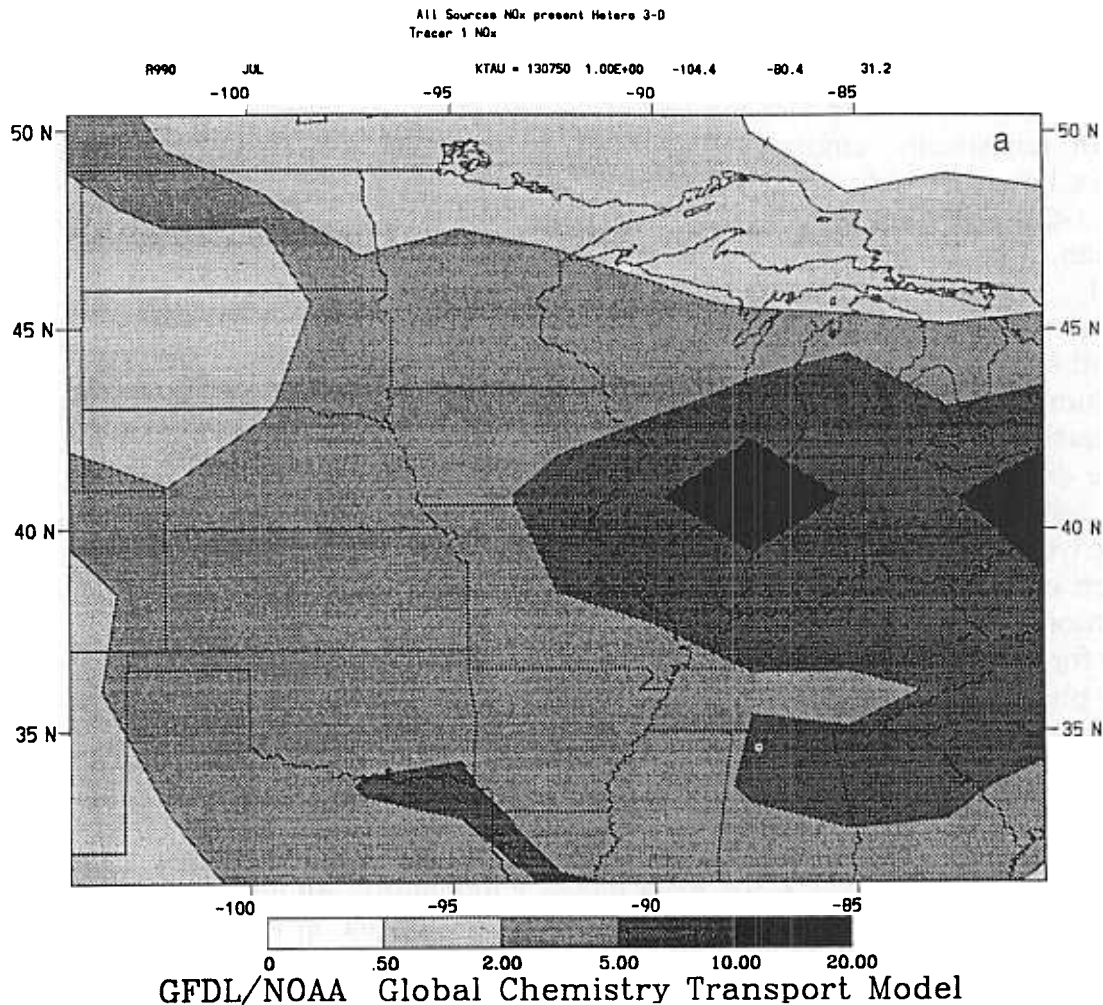 All Sources NOx present Hetero 3-D
Tracer 1 NOx
R990 JUL KTAU = 130750 1.00E+00 -104.4 -80.4 31.2
-100 -95 -90 -85
50 N 50 N
a
45 N 45 N
40 N 40 N
35 N 35 N
-100 -95 -90 -85
0 .50 2.00 5.00 10.00 20.00
GFDL/NOAA Global Chemistry Transport Model